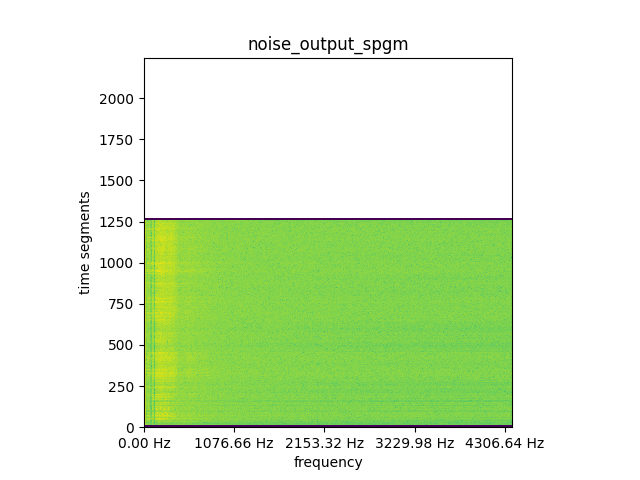 noise_output_spgm
time segments
2000
1750
1500
1250
1000
750
500
250
0
0.00 Hz 1076.66 Hz 2153.32 Hz 3229.98 Hz 4306.64 Hz
frequency